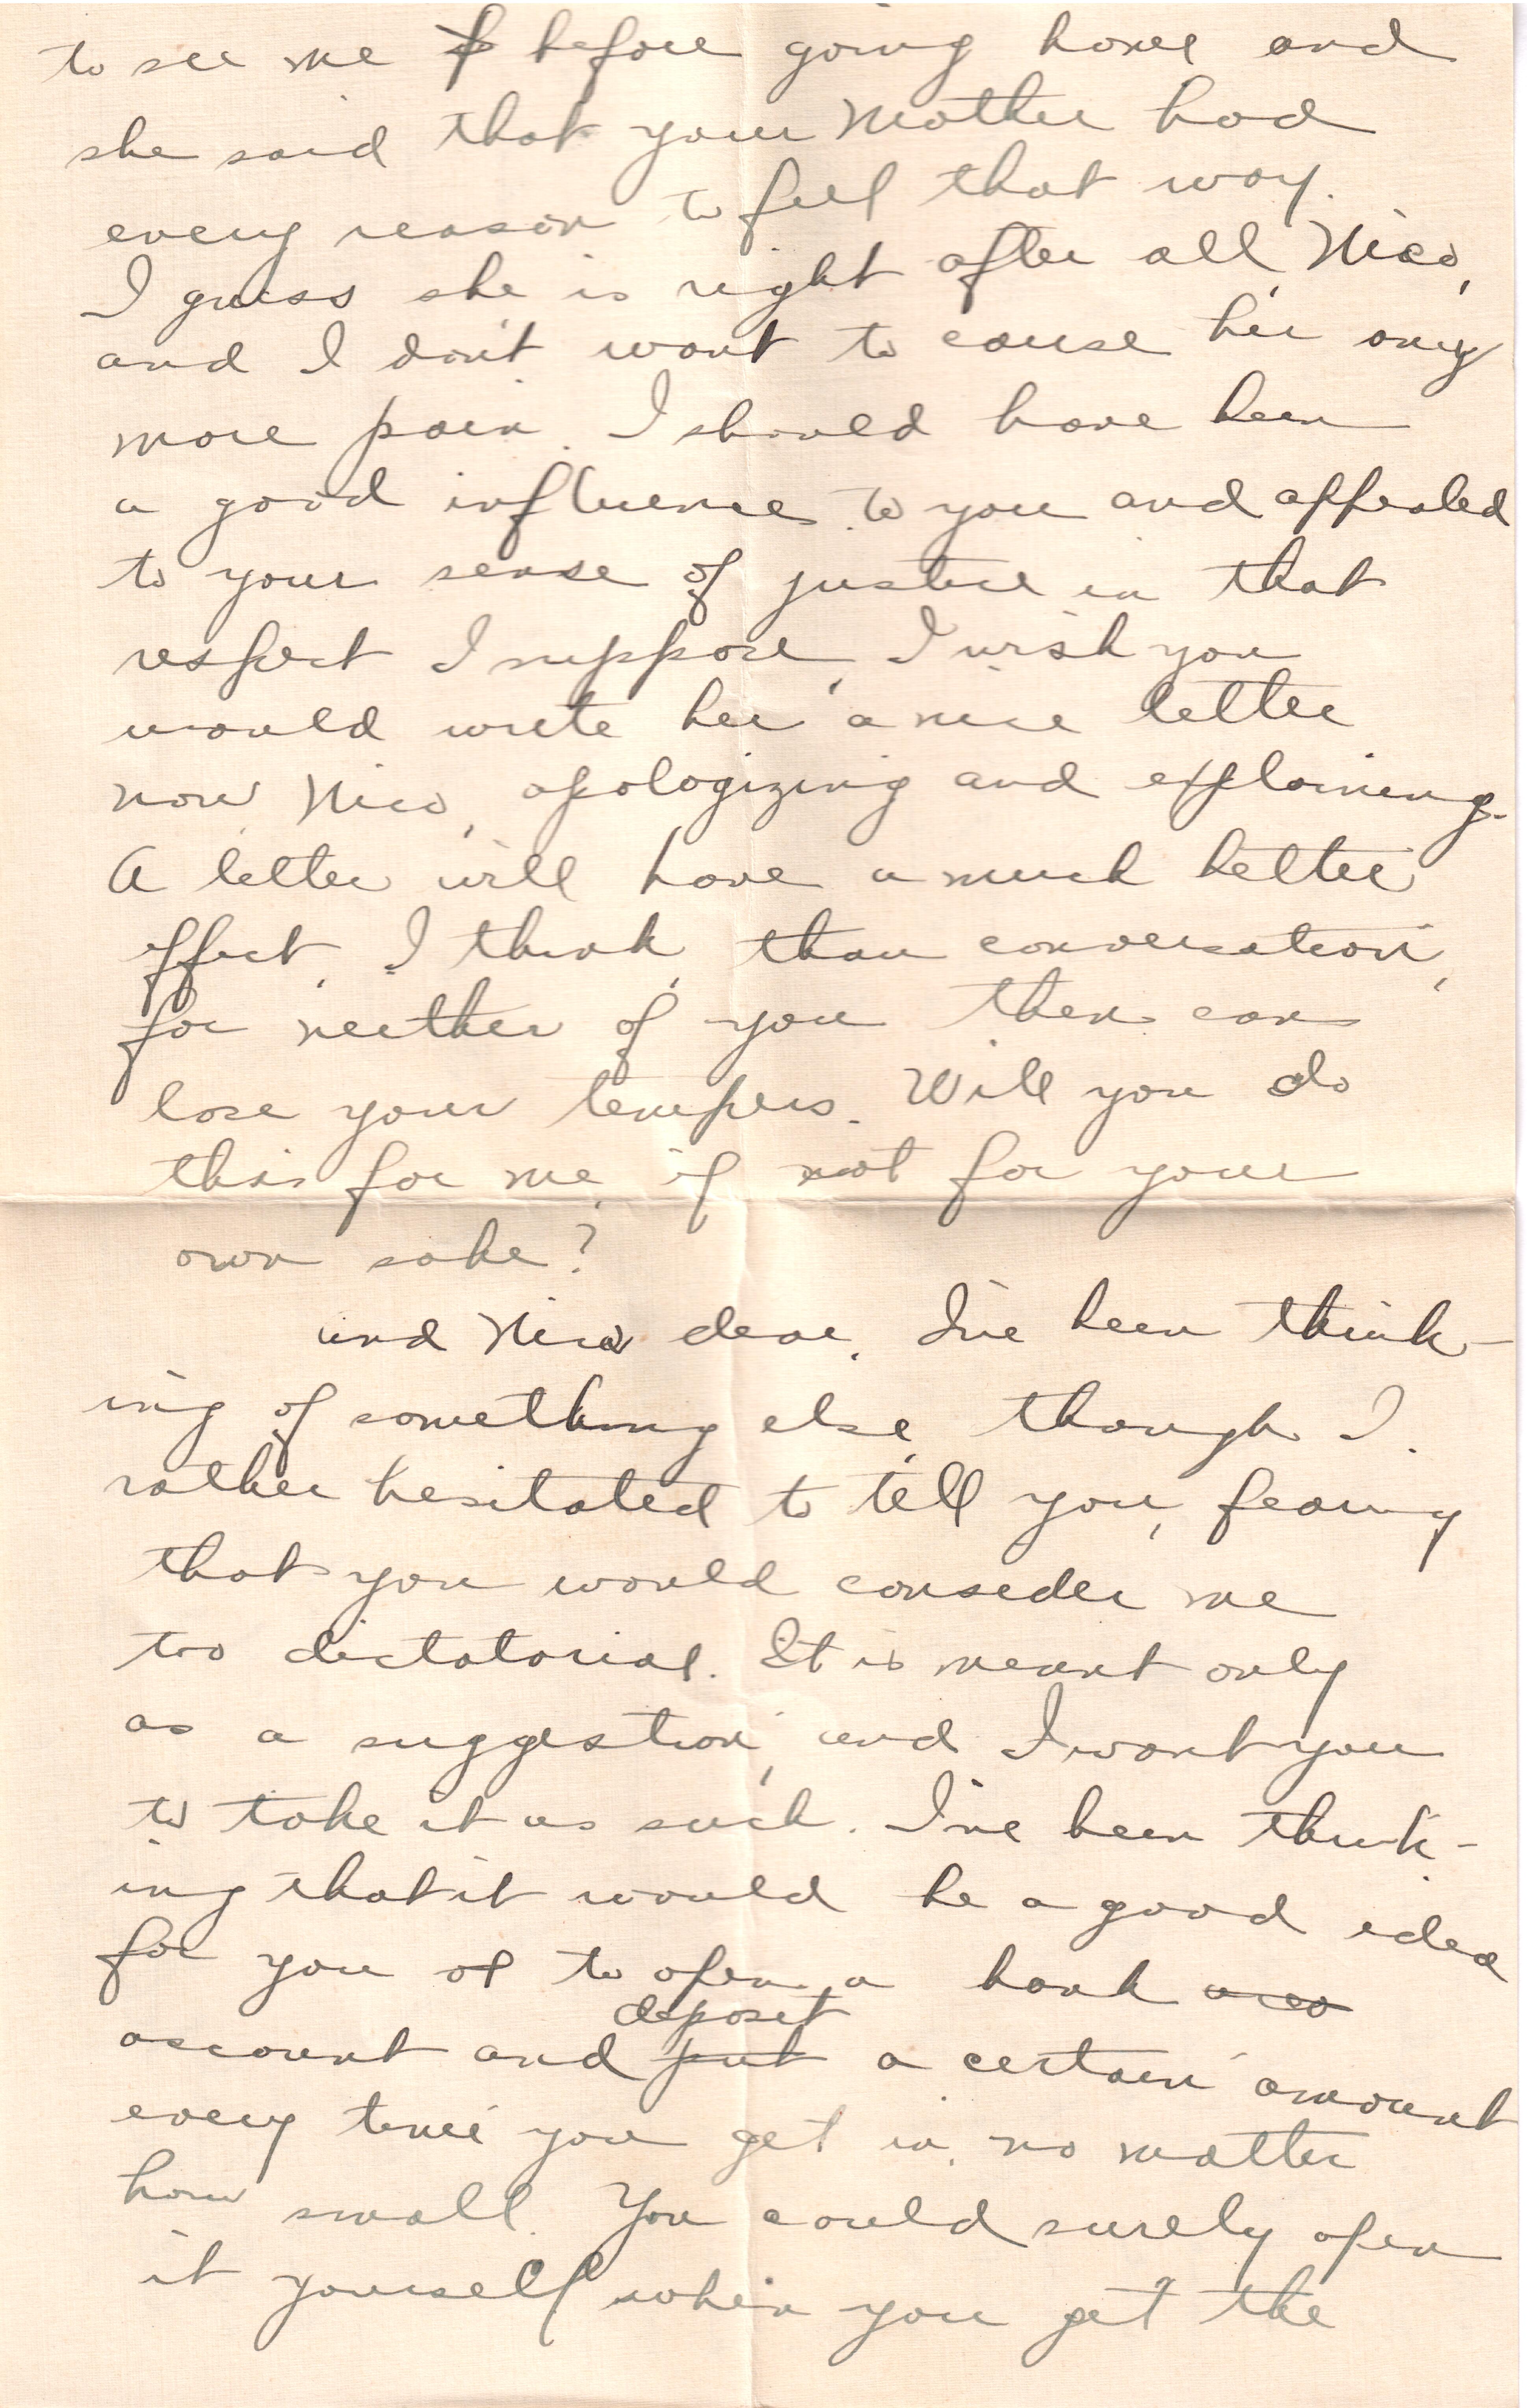 to see me before going home and
she said that your Mother had
every reason to feel that way.
I guess she is right after all, Nico,
and I don't want to cause her any
more pain. I should have been
a good influence to you and appealed
to your sense of justice in that
respect I suppose, I wish you
would write her a nice letter
now, Nico, apologizing and explaining.
A letter will have a much better
effect, I think, than conversation,
for neither of you then can
lose your tempers. Will you do
this for me, if not for your
own sake?
And Nico dear, I've been think-
ing of something else, though I
rather hesitated to tell you, fearing
that you would consider me
too dictatorial. It is meant only
as a suggestion, and I want you
to take it as such. I've been think-
ing that it would be a good idea
for you to open a bank
account and deposit put a certain amount
every time you get in, no matter
how small. You could surely open
it yourself when you get the